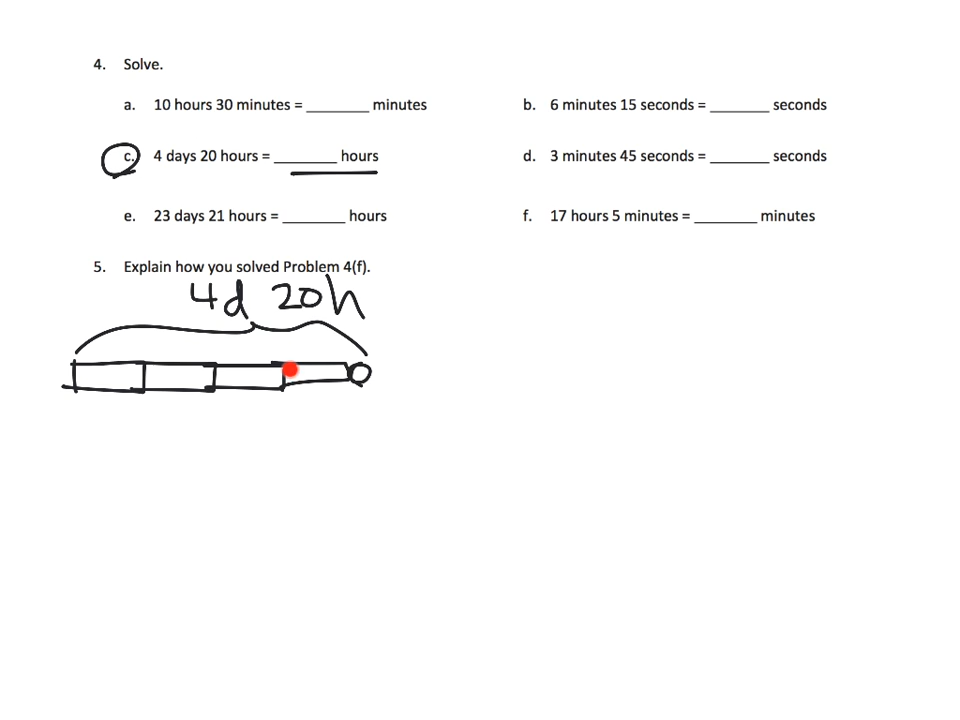 4. Solve.
a. 10 hours 30 minutes = ________ minutes
b. 6 minutes 15 seconds = ________ seconds
c. 4 days 20 hours = ________ hours
d. 3 minutes 45 seconds = ________ seconds
e. 23 days 21 hours = ________ hours
f. 17 hours 5 minutes = ________ minutes
5. Explain how you solved Problem 4(f).
4d 20h